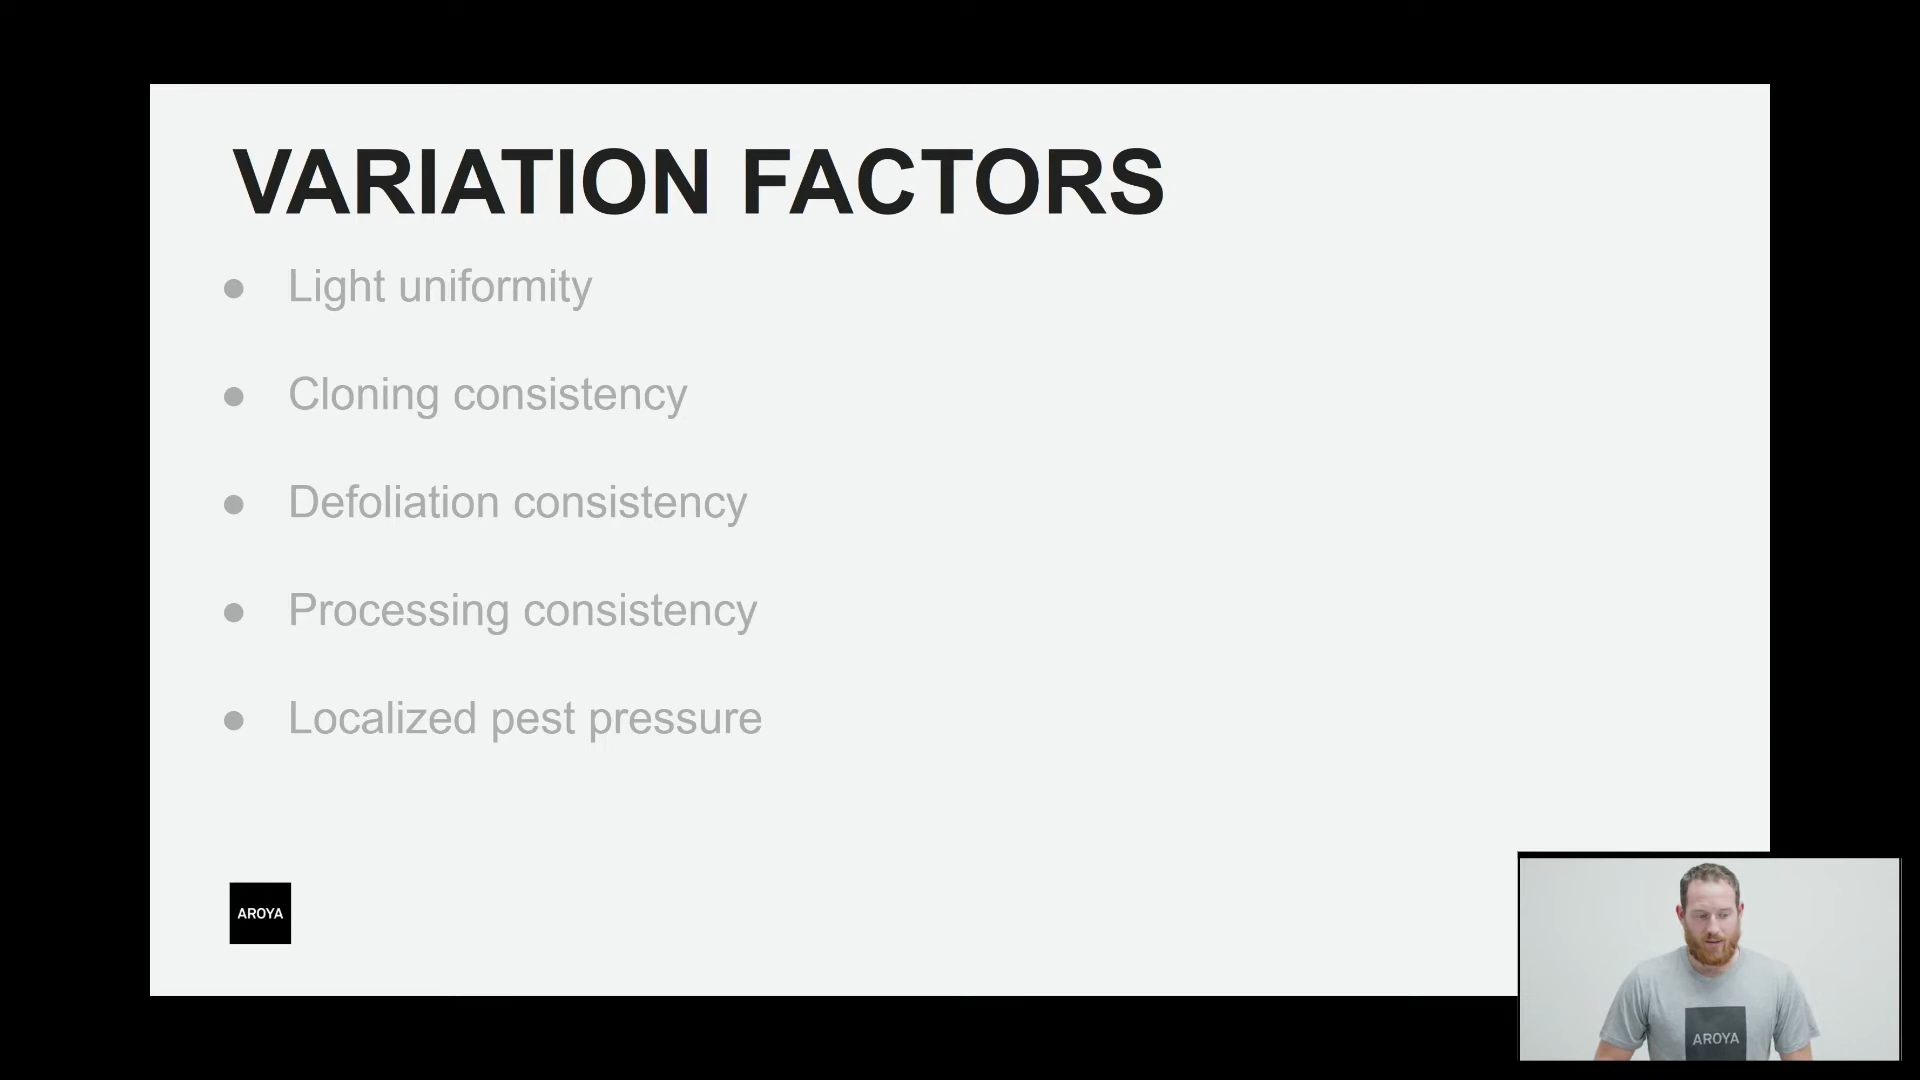 VARIATION FACTORS
● Light uniformity
● Cloning consistency
● Defoliation consistency
● Processing consistency
● Localized pest pressure
AROYA
AROYA